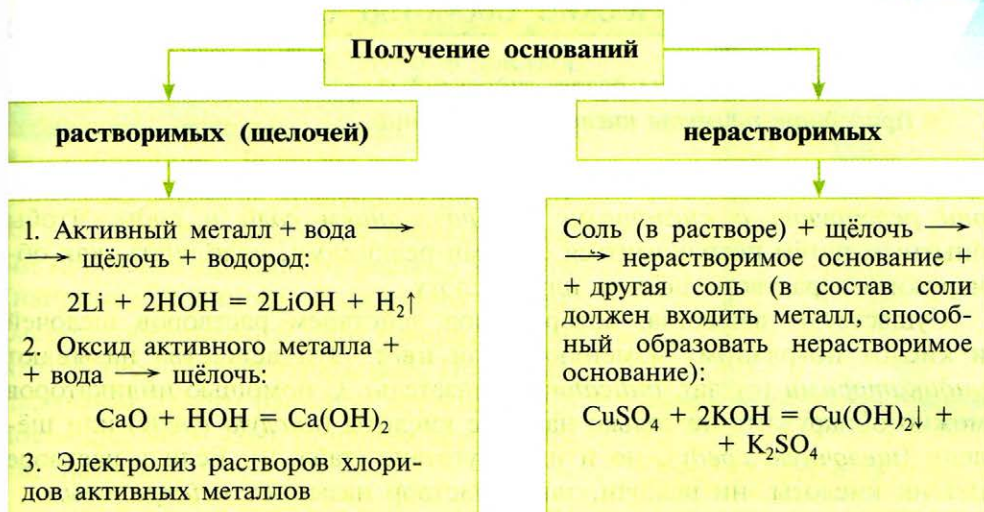 Получение оснований
растворимых (щелочей)
нерастворимых
1. Активный металл + вода ⟶
⟶ щёлочь + водород:
2Li + 2HOH = 2LiOH + H₂↑
2. Оксид активного металла +
+ вода ⟶ щёлочь:
CaO + HOH = Ca(OH)₂
3. Электролиз растворов хлори-
дов активных металлов
Соль (в растворе) + щёлочь ⟶
⟶ нерастворимое основание +
+ другая соль (в состав соли
должен входить металл, способ-
ный образовать нерастворимое
основание):
CuSO₄ + 2KOH = Cu(OH)₂↓ +
+ K₂SO₄